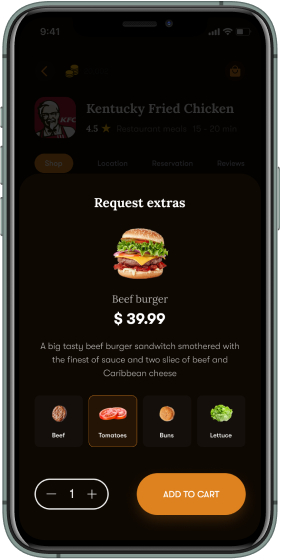 9:41
KFC
Kentucky Fried Chicken
4.5 Restaurant meals 15 - 20 min
Shop Location Reservation Reviews
Request extras
Beef burger
$ 39.99
A big tasty beef burger sandwitch smothered with
the finest of sauce and two sliec of beef and
Caribbean cheese
Beef Tomatoes Buns Lettuce
1
ADD TO CART